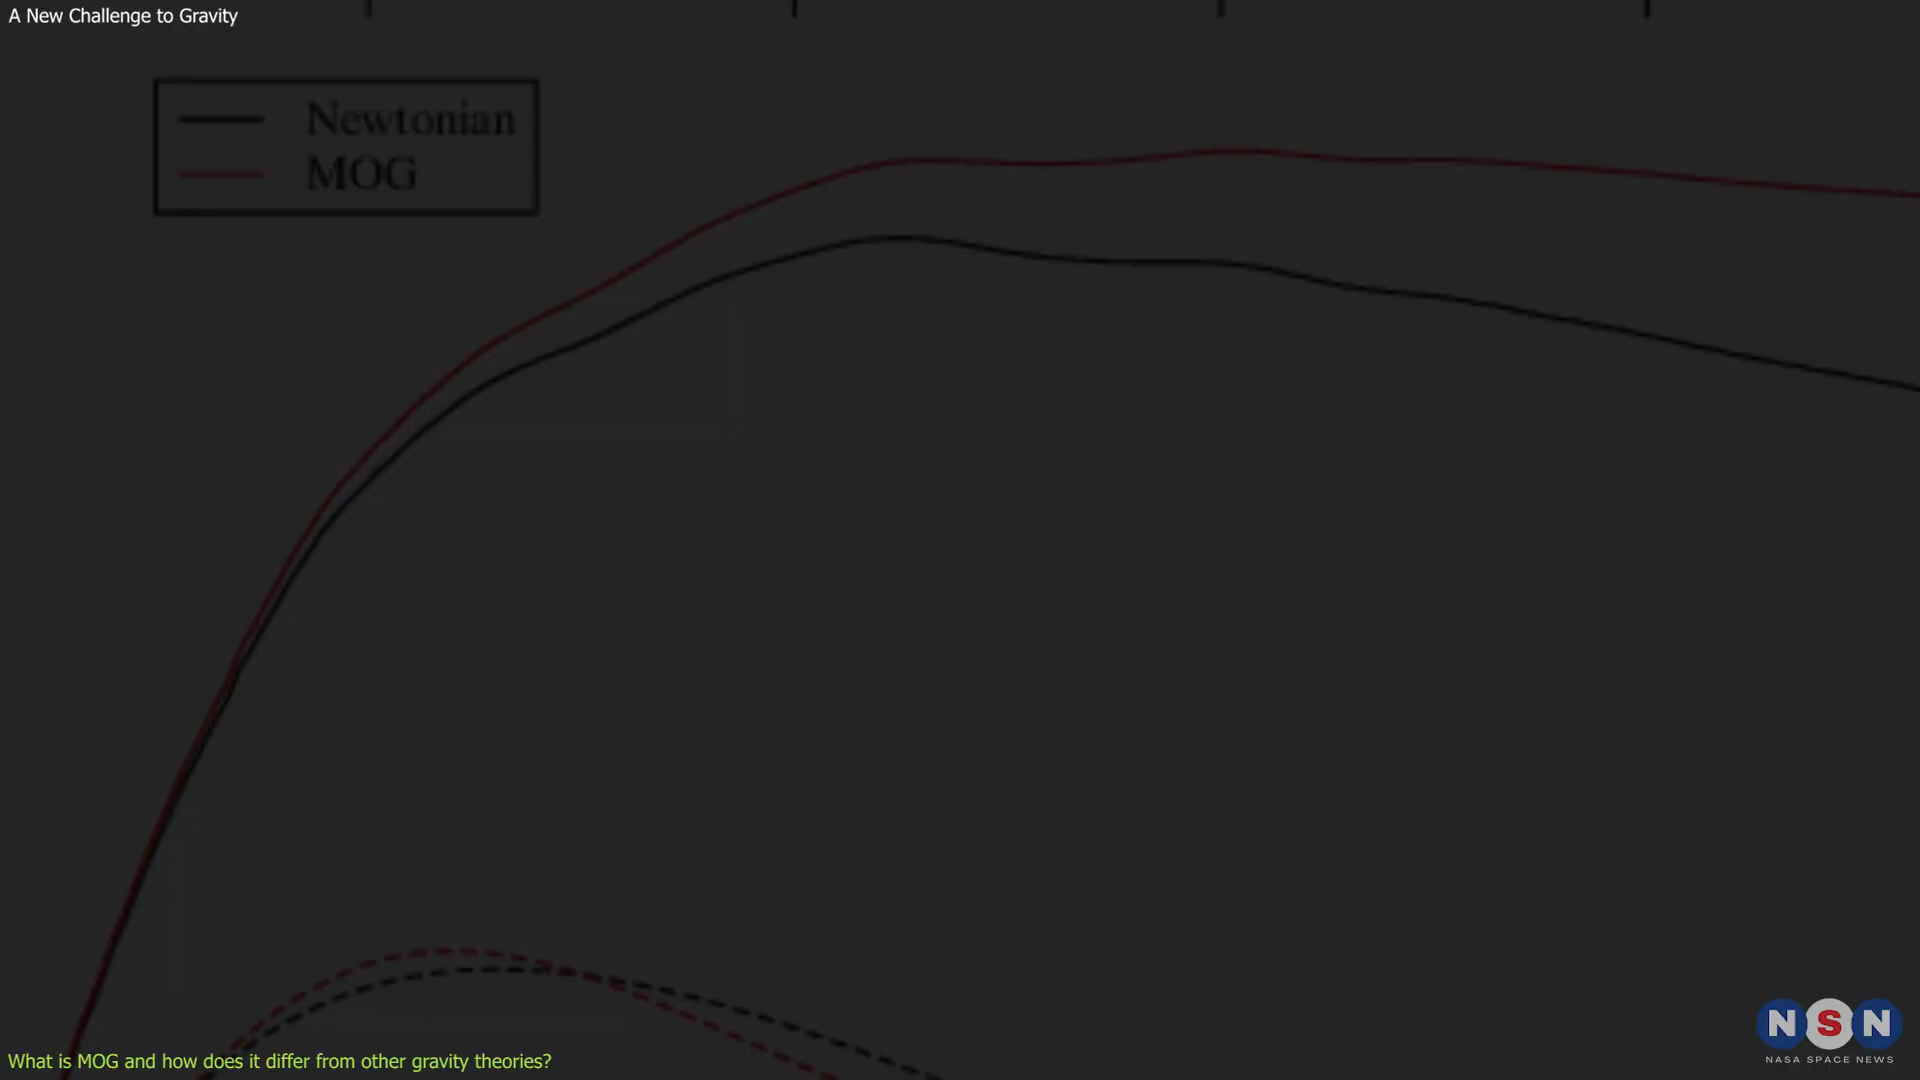 A New Challenge to Gravity
Newtonian
MOG
What is MOG and how does it differ from other gravity theories?
NSN
NASA SPACE NEWS